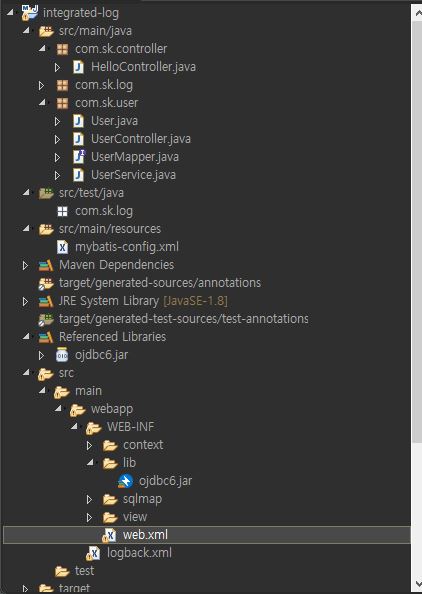 integrated-log
src/main/java
com.sk.controller
HelloController.java
com.sk.log
com.sk.user
User.java
UserController.java
UserMapper.java
UserService.java
src/test/java
com.sk.log
src/main/resources
mybatis-config.xml
Maven Dependencies
target/generated-sources/annotations
JRE System Library [JavaSE-1.8]
target/generated-test-sources/test-annotations
Referenced Libraries
ojdbc6.jar
src
main
webapp
WEB-INF
context
lib
ojdbc6.jar
sqlmap
view
web.xml
logback.xml
test
target